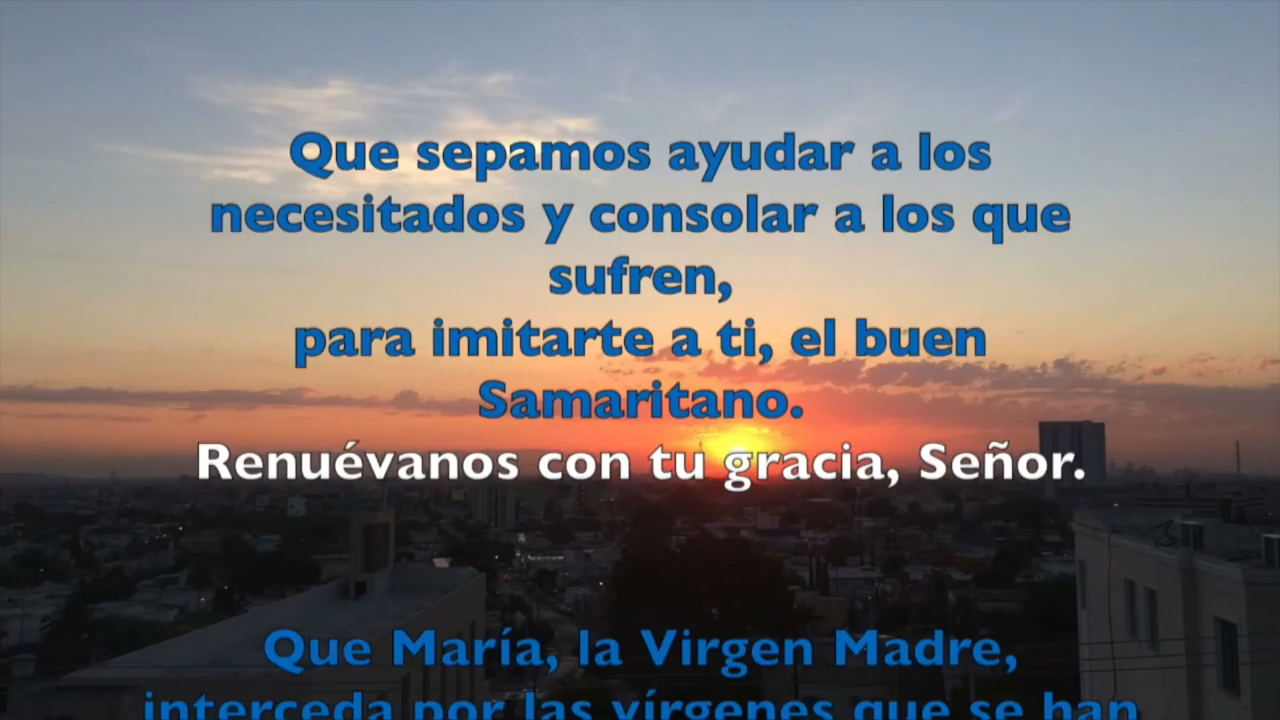 Que sepamos ayudar a los
necesitados y consolar a los que
sufren,
para imitarte a ti, el buen
Samaritano.
Renuévanos con tu gracia, Señor.
Que María, la Virgen Madre,
interceda por las vírgenes que se han